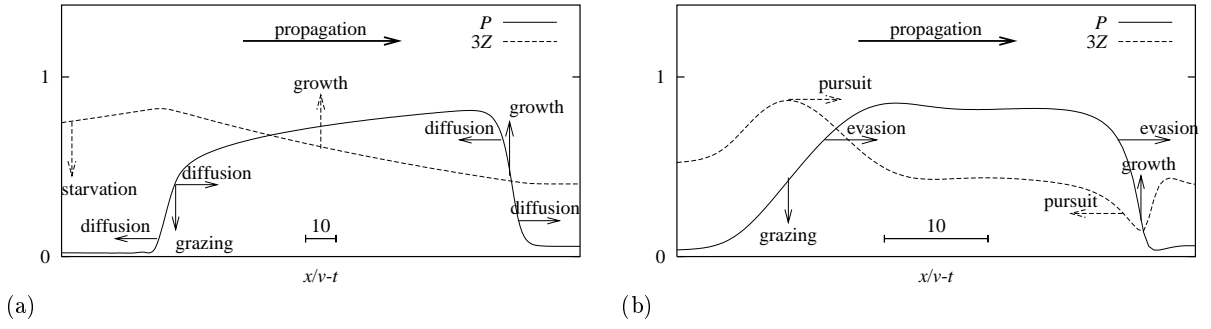 P
3Z
propagation
1
growth
growth
diffusion
starvation
diffusion
diffusion
diffusion
grazing
10
0
x/v-t
(a)
P
3Z
propagation
1
pursuit
evasion
evasion
growth
pursuit
grazing
10
0
x/v-t
(b)